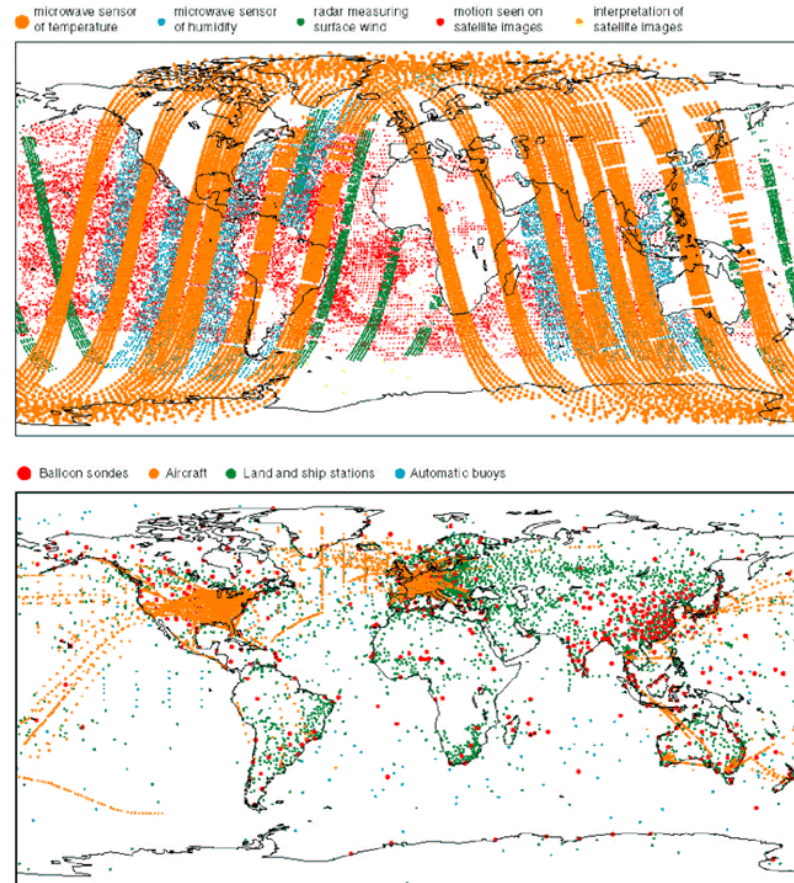 microwave sensor of temperature
microwave sensor of humidity
radar measuring surface wind
motion seen on satellite images
interpretation of satellite images
Balloon sondes
Aircraft
Land and ship stations
Automatic buoys